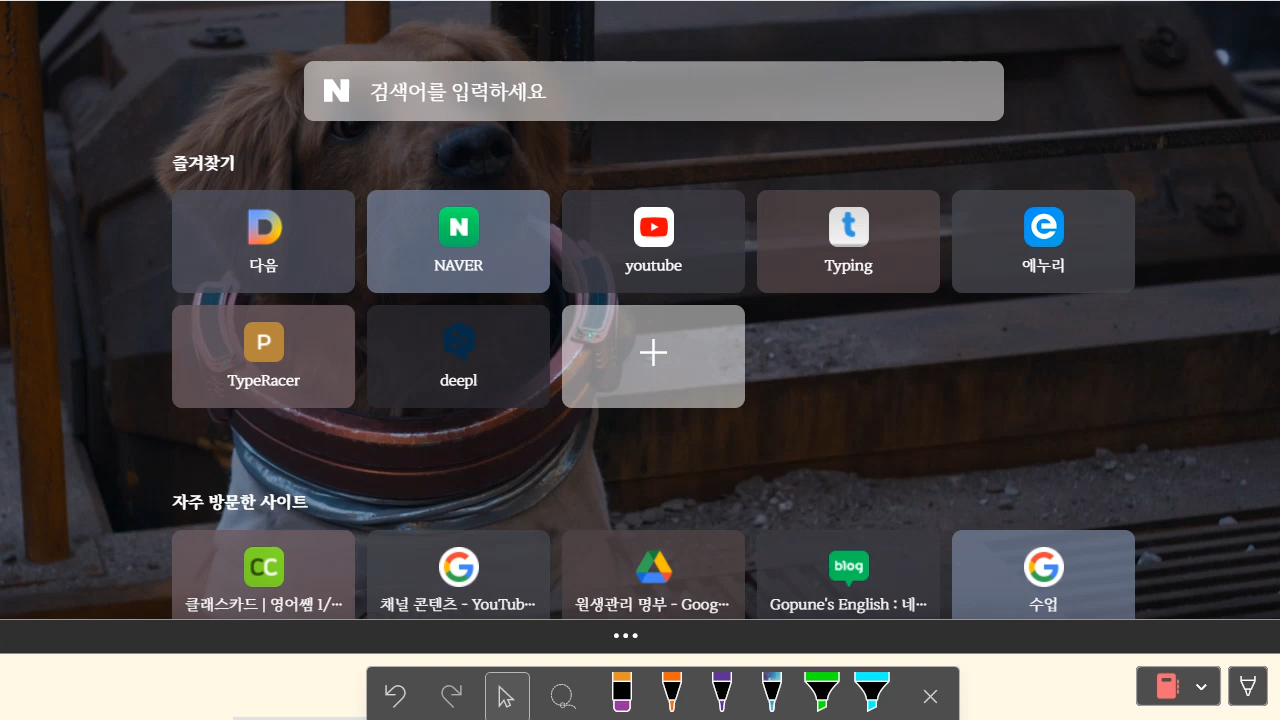 N 검색어를 입력하세요
즐겨찾기
D
N
t
e
다음
NAVER
youtube
Typing
에누리
P
TypeRacer
deepl
자주 방문한 사이트
CC
G
blog
G
클래스카드 | 영어쌤 1/···
채널 콘텐츠 - YouTub···
원생관리 명부 - Goog···
Gopune's English : 네···
수업